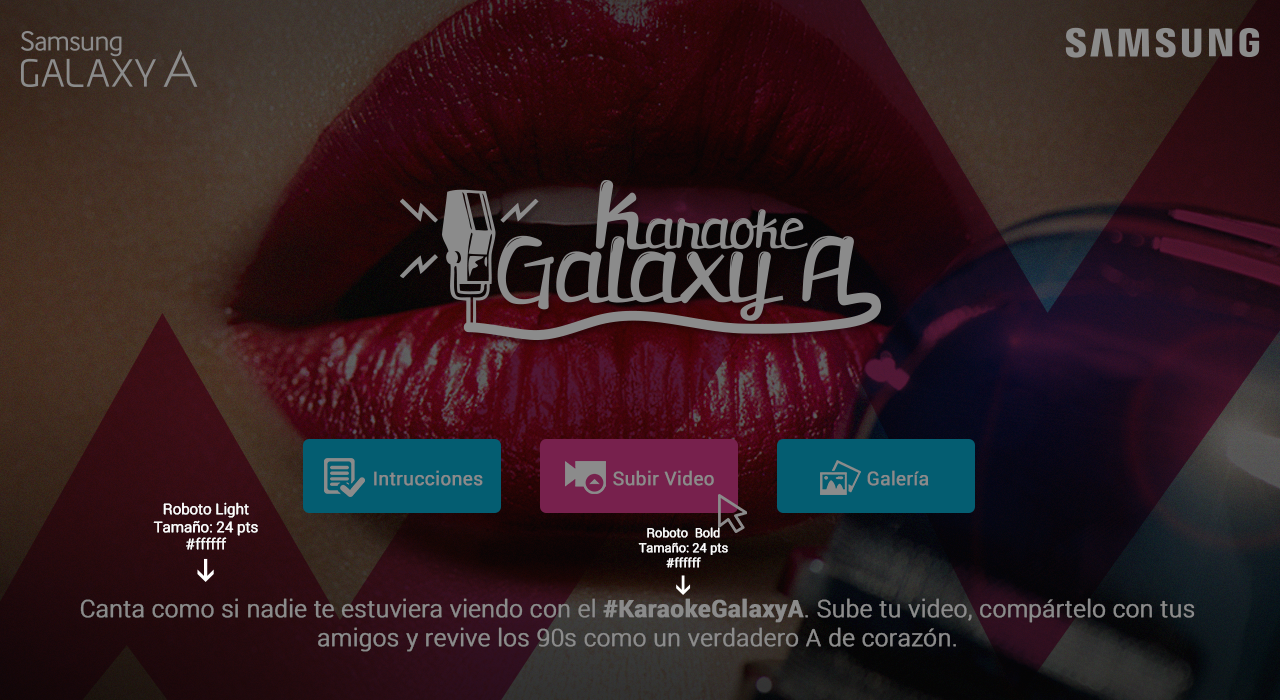 Samsung
GALAXY A
SAMSUNG
Karaoke
Galaxy A
Intrucciones
Subir Video
Galería
Roboto Light
Tamaño: 24 pts
#ffffff
Roboto Bold
Tamaño: 24 pts
#ffffff
Canta como si nadie te estuviera viendo con el #KaraokeGalaxyA. Sube tu video, compártelo con tus
amigos y revive los 90s como un verdadero A de corazón.